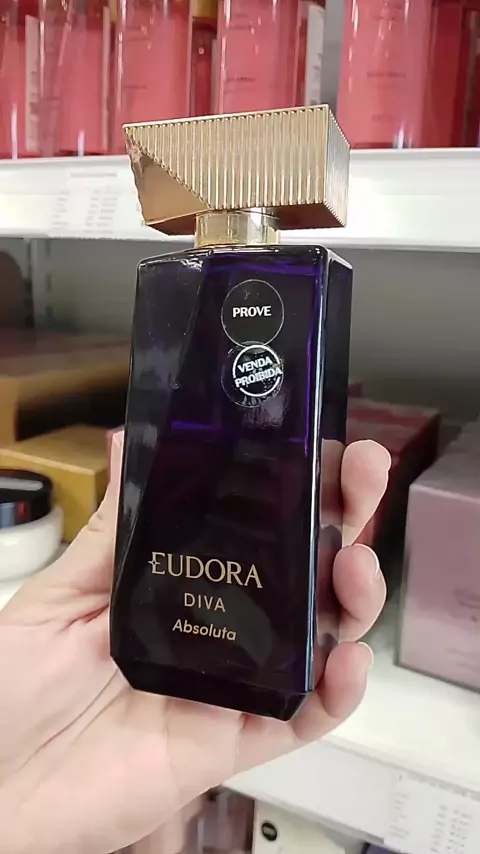 PROVE
VENDA
PROIBIDA
EUDORA
DIVA
Absoluta